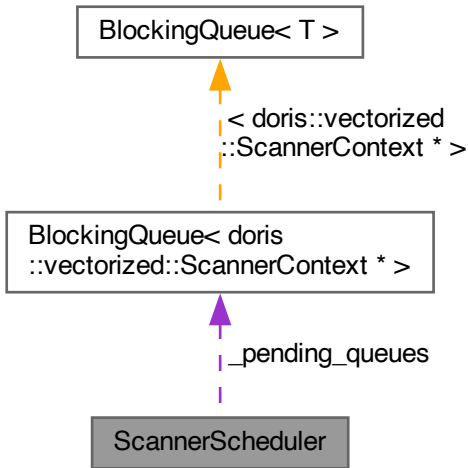 BlockingQueue< T >
< doris::vectorized
::ScannerContext * >
BlockingQueue< doris
::vectorized::ScannerContext * >
_pending_queues
ScannerScheduler